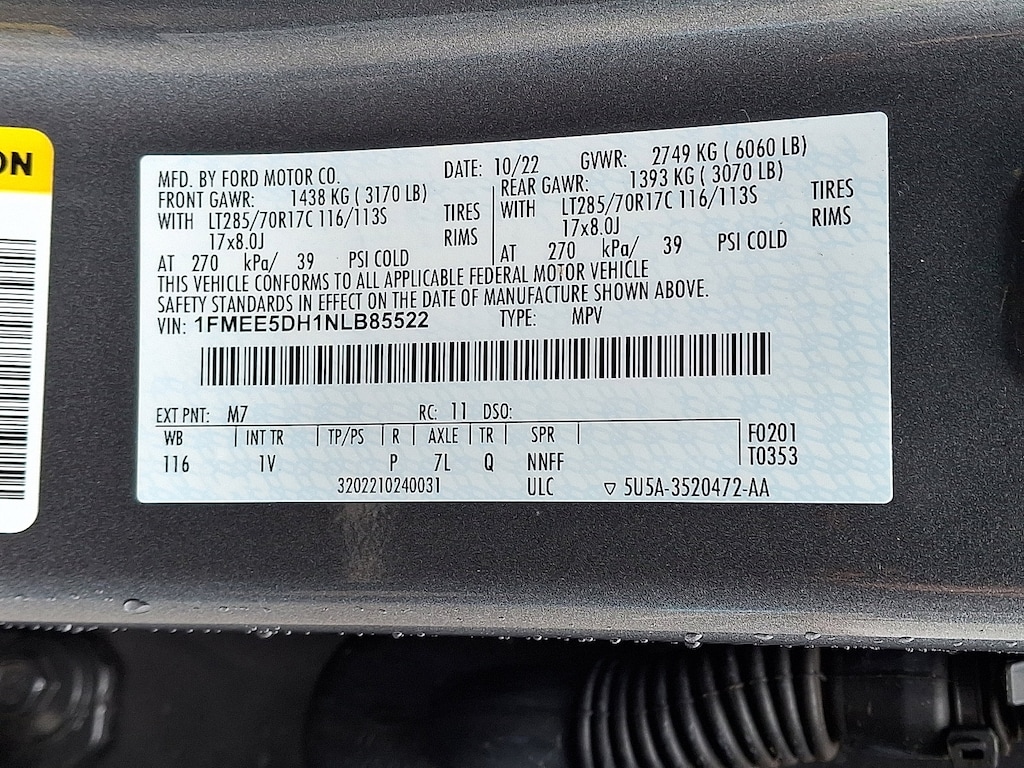 ON
MFD. BY FORD MOTOR CO. DATE: 10/22 GVWR: 2749 KG ( 6060 LB)
FRONT GAWR: 1438 KG ( 3170 LB) REAR GAWR: 1393 KG ( 3070 LB)
WITH LT285/70R17C 116/113S TIRES WITH LT285/70R17C 116/113S TIRES
17x8.0J RIMS 17x8.0J RIMS
AT 270 kPa/ 39 PSI COLD AT 270 kPa/ 39 PSI COLD
THIS VEHICLE CONFORMS TO ALL APPLICABLE FEDERAL MOTOR VEHICLE
SAFETY STANDARDS IN EFFECT ON THE DATE OF MANUFACTURE SHOWN ABOVE.
VIN: 1FMEE5DH1NLB85522 TYPE: MPV
EXT PNT: M7 RC: 11 DSO:
WB INT TR TP/PS R AXLE TR SPR F0201
116 1V P 7L Q NNFF T0353
3202210240031 ULC ▽ 5U5A-3520472-AA